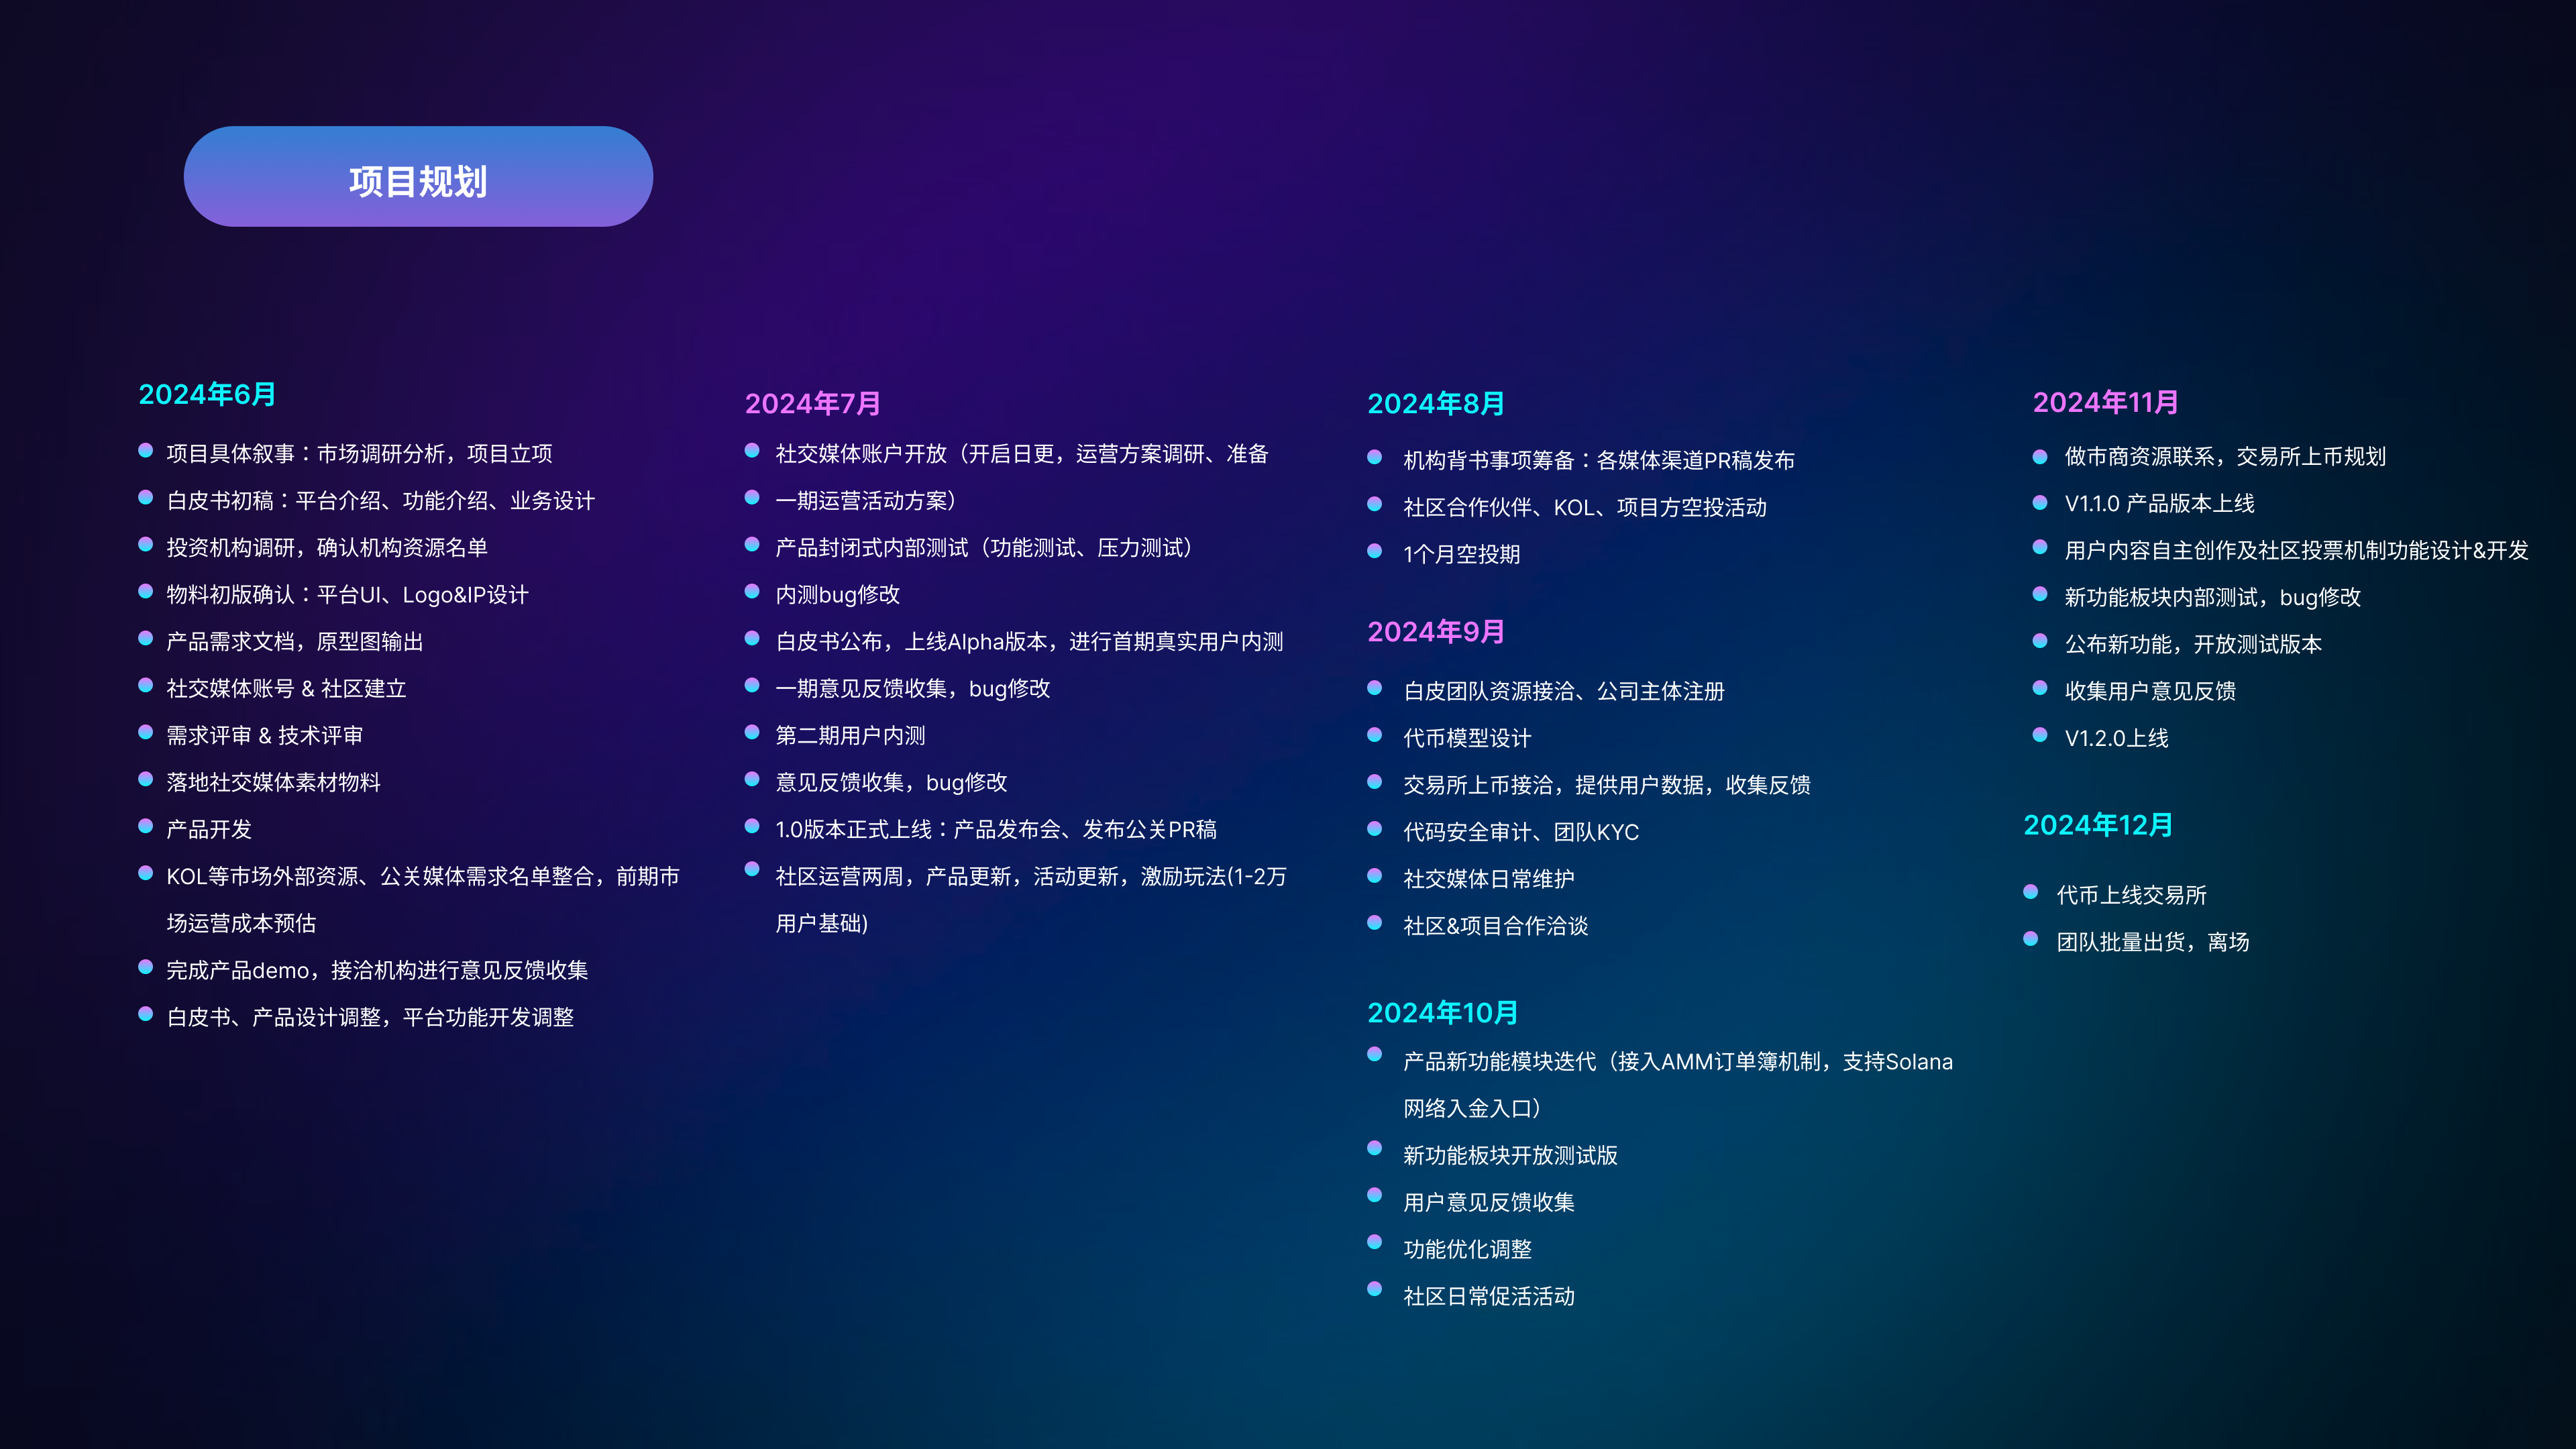 项目规划
2024年6月
项目具体叙事：市场调研分析，项目立项
白皮书初稿：平台介绍、功能介绍、业务设计
投资机构调研，确认机构资源名单
物料初版确认：平台UI、Logo&IP设计
产品需求文档，原型图输出
社交媒体账号 & 社区建立
需求评审 & 技术评审
落地社交媒体素材物料
产品开发
KOL等市场外部资源、公关媒体需求名单整合，前期市
场运营成本预估
完成产品demo，接洽机构进行意见反馈收集
白皮书、产品设计调整，平台功能开发调整
2024年7月
社交媒体账户开放（开启日更，运营方案调研、准备
一期运营活动方案）
产品封闭式内部测试（功能测试、压力测试）
内测bug修改
白皮书公布，上线Alpha版本，进行首期真实用户内测
一期意见反馈收集，bug修改
第二期用户内测
意见反馈收集，bug修改
1.0版本正式上线：产品发布会、发布公关PR稿
社区运营两周，产品更新，活动更新，激励玩法(1-2万
用户基础)
2024年8月
机构背书事项筹备：各媒体渠道PR稿发布
社区合作伙伴、KOL、项目方空投活动
1个月空投期
2024年9月
白皮团队资源接洽、公司主体注册
代币模型设计
交易所上币接洽，提供用户数据，收集反馈
代码安全审计、团队KYC
社交媒体日常维护
社区&项目合作洽谈
2024年10月
产品新功能模块迭代（接入AMM订单簿机制，支持Solana
网络入金入口）
新功能板块开放测试版
用户意见反馈收集
功能优化调整
社区日常促活活动
2024年11月
做市商资源联系，交易所上币规划
V1.1.0 产品版本上线
用户内容自主创作及社区投票机制功能设计&开发
新功能板块内部测试，bug修改
公布新功能，开放测试版本
收集用户意见反馈
V1.2.0上线
2024年12月
代币上线交易所
团队批量出货，离场